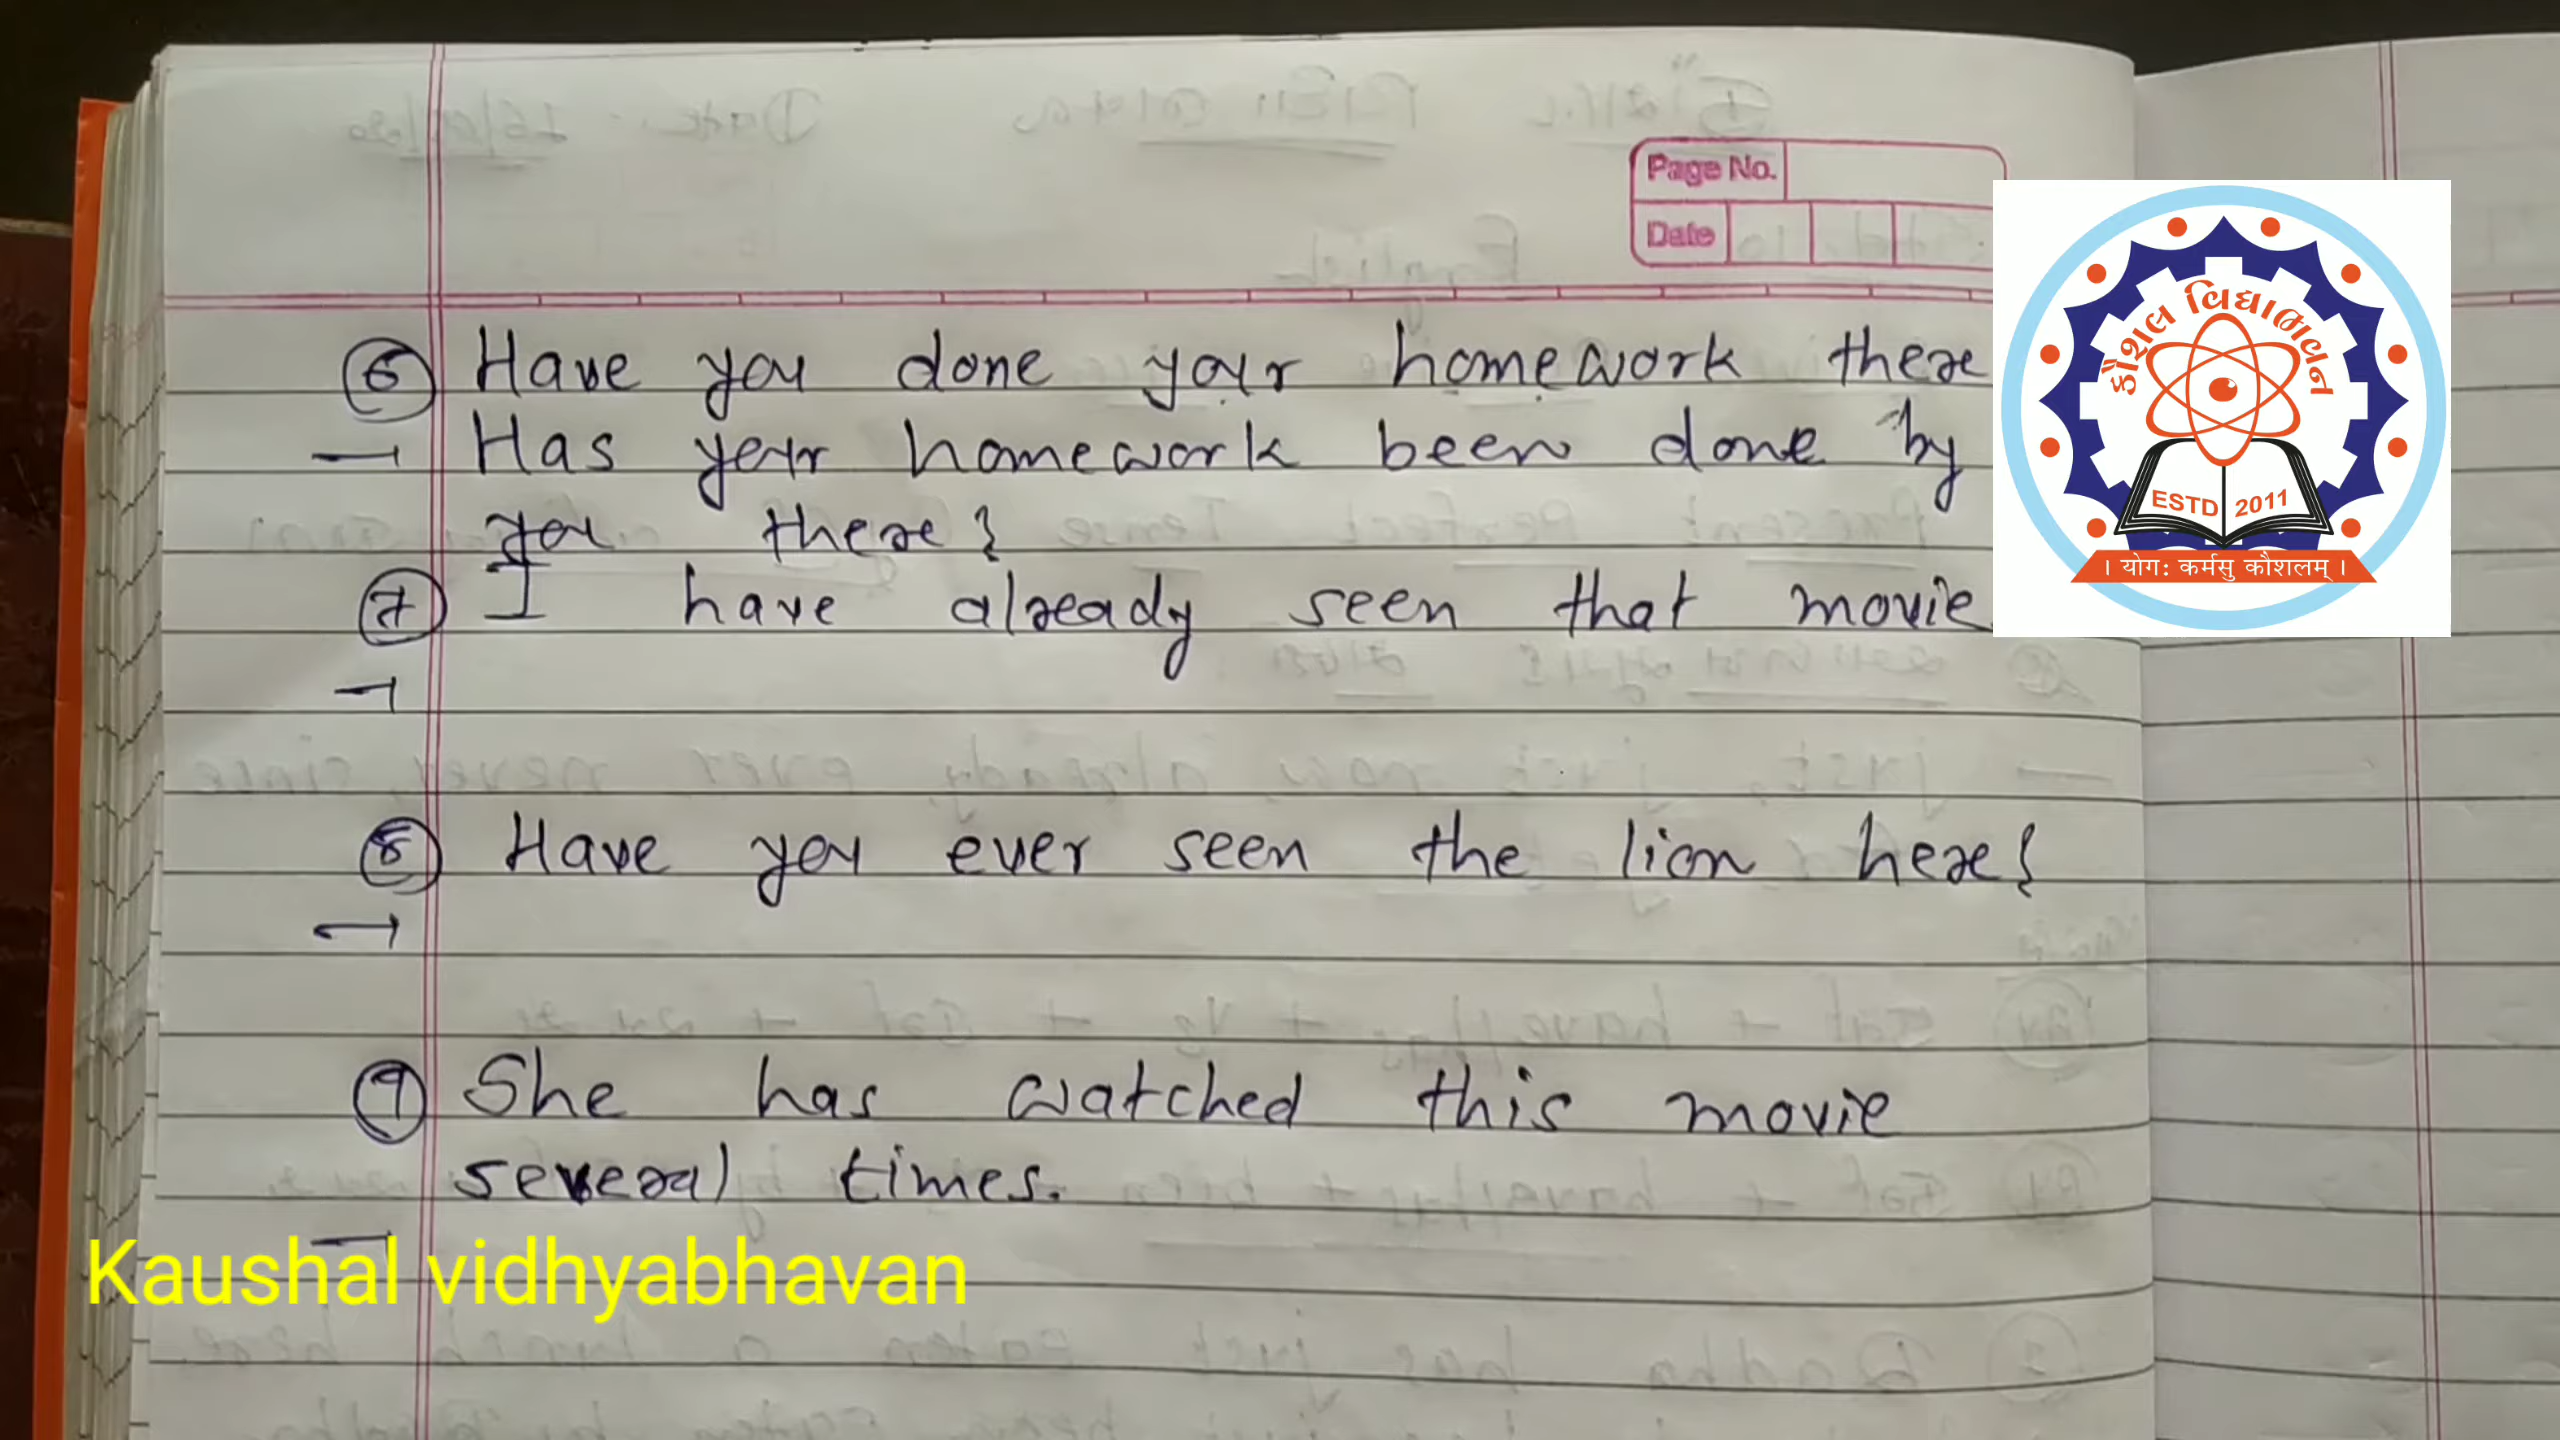 Page No.
Date
કૌશલ વિદ્યાભવન
ESTD 2011
। योगः कर्मसु कौशलम् ।
6 Have you done your homework there
→ Has your homework been done by
you there?
7 I have already seen that movie
→
8 Have you ever seen the lion here?
→
9 She has watched this movie
several times.
→
Kaushal vidhyabhavan